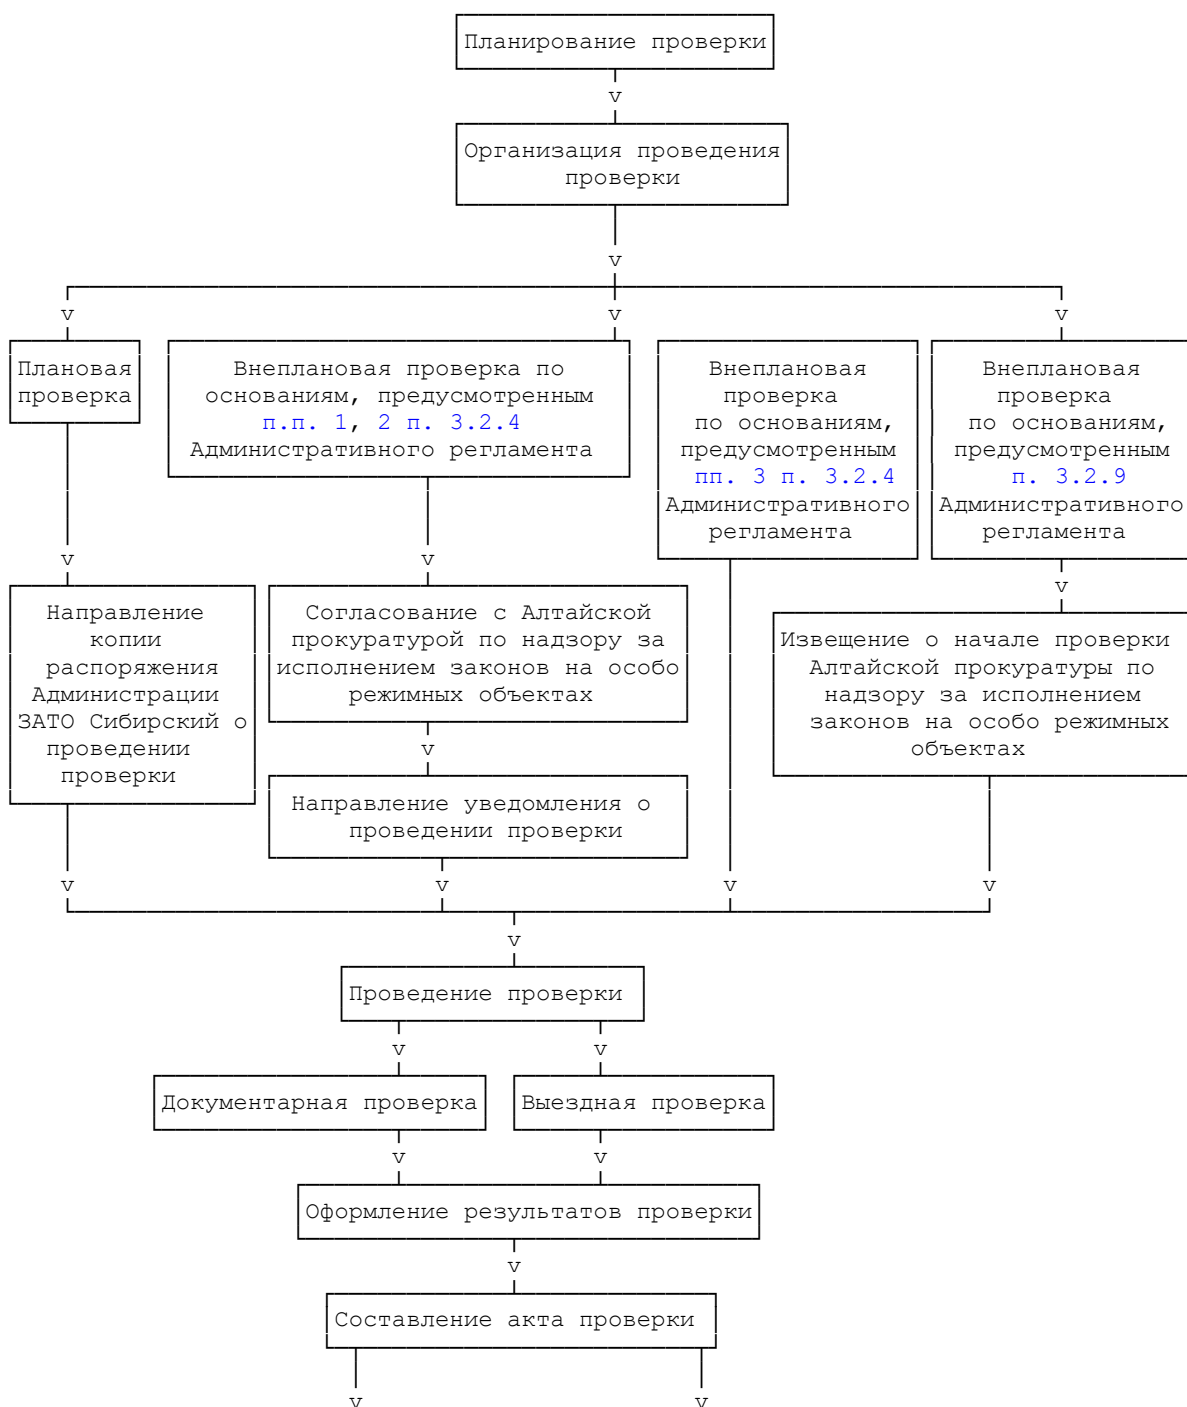 Планирование проверки
v
Организация проведения
проверки
v
v
v
v
Плановая
проверка
Внеплановая проверка по
основаниям, предусмотренным
п.п. 1, 2 п. 3.2.4
Административного регламента
Внеплановая
проверка
по основаниям,
предусмотренным
пп. 3 п. 3.2.4
Административного
регламента
Внеплановая
проверка
по основаниям,
предусмотренным
п. 3.2.9
Административного
регламента
v
v
v
Направление
копии
распоряжения
Администрации
ЗАТО Сибирский о
проведении
проверки
Согласование с Алтайской
прокуратурой по надзору за
исполнением законов на особо
режимных объектах
v
Направление уведомления о
проведении проверки
Извещение о начале проверки
Алтайской прокуратуры по
надзору за исполнением
законов на особо режимных
объектах
v
v
v
v
v
Проведение проверки
v
v
Документарная проверка
Выездная проверка
v
v
Оформление результатов проверки
v
Составление акта проверки
v
v